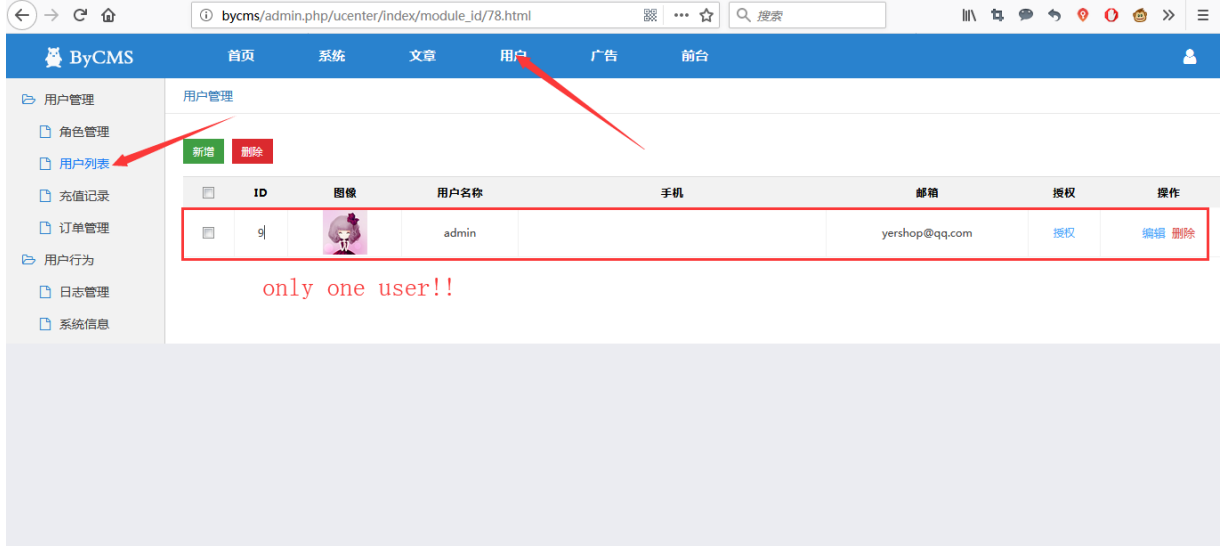 bycms/admin.php/ucenter/index/module_id/78.html
搜索
ByCMS
首页 系统 文章 用户 广告 前台
用户管理
角色管理
用户列表
充值记录
订单管理
用户行为
日志管理
系统信息
用户管理
新增 删除
ID 图像 用户名称 手机 邮箱 授权 操作
9 admin yershop@qq.com 授权 编辑 删除
only one user!!